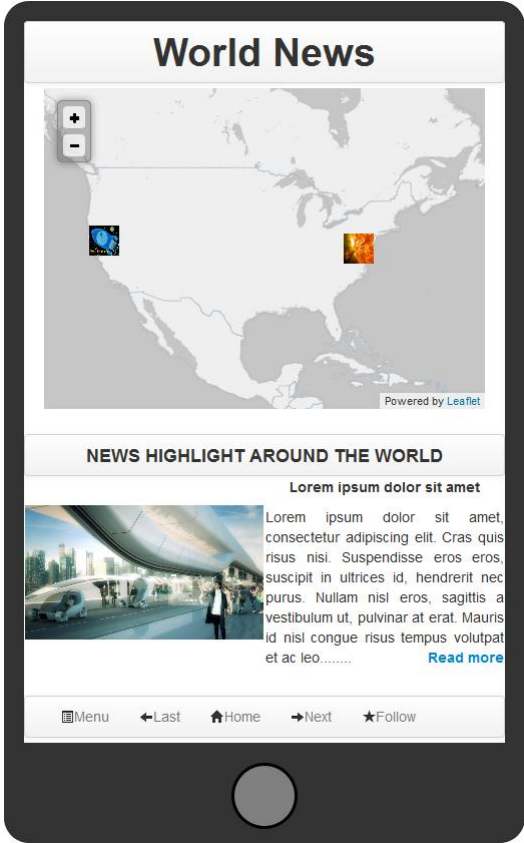 World News
+
-
Powered by Leaflet
NEWS HIGHLIGHT AROUND THE WORLD
Lorem ipsum dolor sit amet
Lorem ipsum dolor sit amet,
consectetur adipiscing elit. Cras quis
risus nisi. Suspendisse eros eros,
suscipit in ultrices id, hendrerit nec
purus. Nullam nisl eros, sagittis a
vestibulum ut, pulvinar at erat. Mauris
id nisl congue risus tempus volutpat
et ac leo........ Read more
Menu Last Home Next Follow